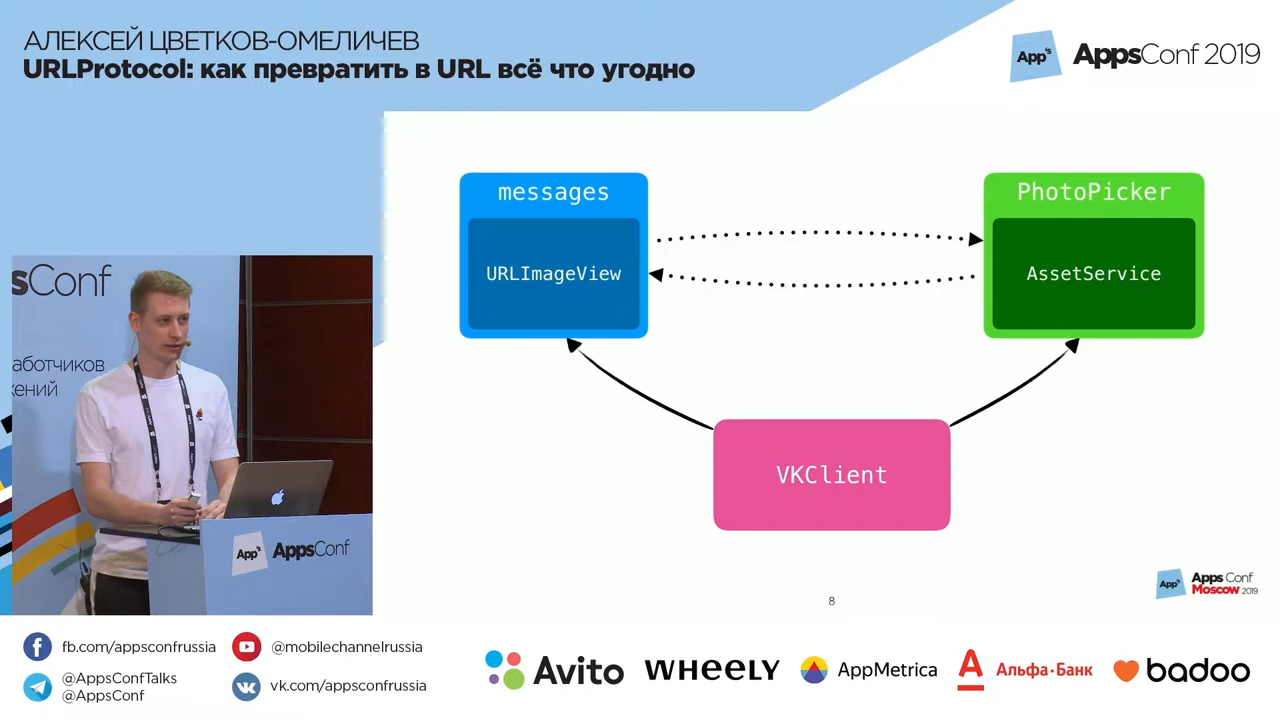 АЛЕКСЕЙ ЦВЕТКОВ-ОМЕЛИЧЕВ
URLProtocol: как превратить в URL всё что угодно
App's
AppsConf 2019
messages
URLImageView
PhotoPicker
AssetService
VKClient
sConf
аботчиков
жений
App's
AppsConf
8
App's
Apps Conf
Moscow 2019
fb.com/appsconfrussia
@mobilechannelrussia
@AppsConfTalks
@AppsConf
vk.com/appsconfrussia
Avito
WHEELY
AppMetrica
Альфа·Банк
badoo